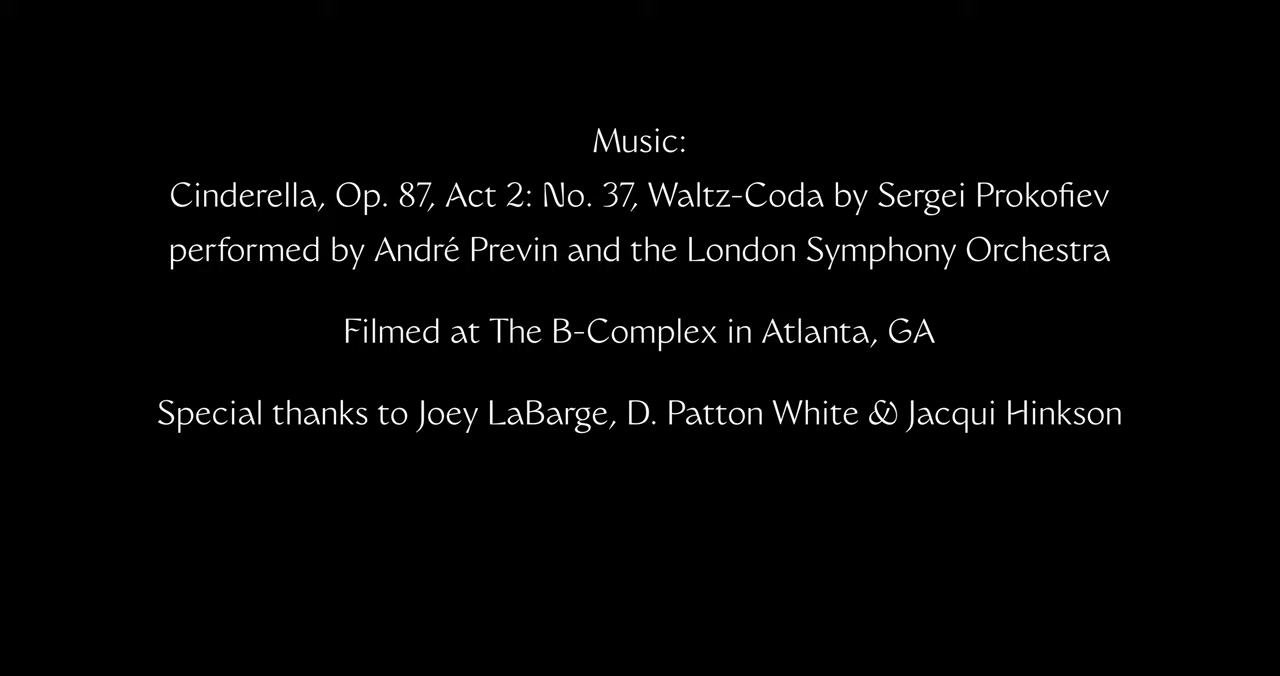 Music:
Cinderella, Op. 87, Act 2: No. 37, Waltz-Coda by Sergei Prokofiev
performed by André Previn and the London Symphony Orchestra
Filmed at The B-Complex in Atlanta, GA
Special thanks to Joey LaBarge, D. Patton White & Jacqui Hinkson